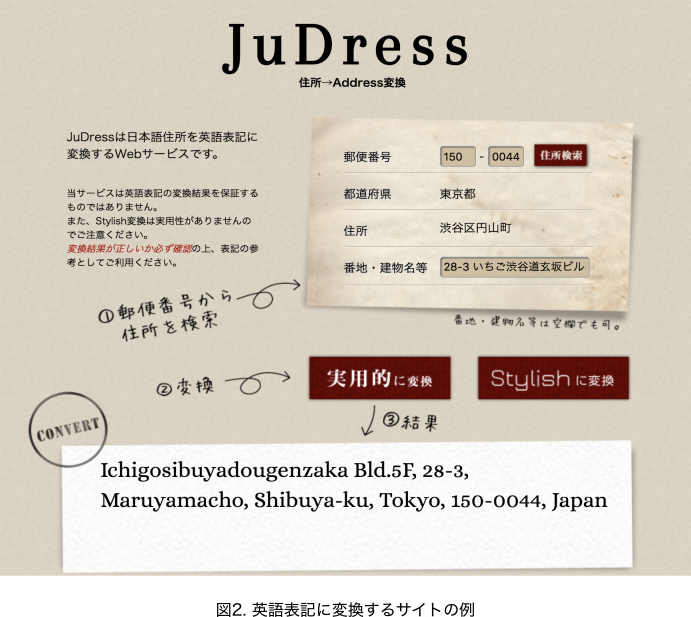 JuDress
住所→Address変換
JuDressは日本語住所を英語表記に
変換するWebサービスです。
当サービスは英語表記の変換結果を保証する
ものではありません。
また、Stylish変換は実用性がありませんの
でご注意ください。
変換結果が正しいか必ず確認の上、表記の参
考としてご利用ください。
郵便番号 150 - 0044 住所検索
都道府県 東京都
住所 渋谷区円山町
番地・建物名等 28-3 いちご渋谷道玄坂ビル
番地・建物名等は空欄でも可。
①郵便番号から
住所を検索
②変換
実用的に変換
Stylishに変換
③結果
CONVERT
Ichigosibuyadougenzaka Bld.5F, 28-3,
Maruyamacho, Shibuya-ku, Tokyo, 150-0044, Japan
図2. 英語表記に変換するサイトの例